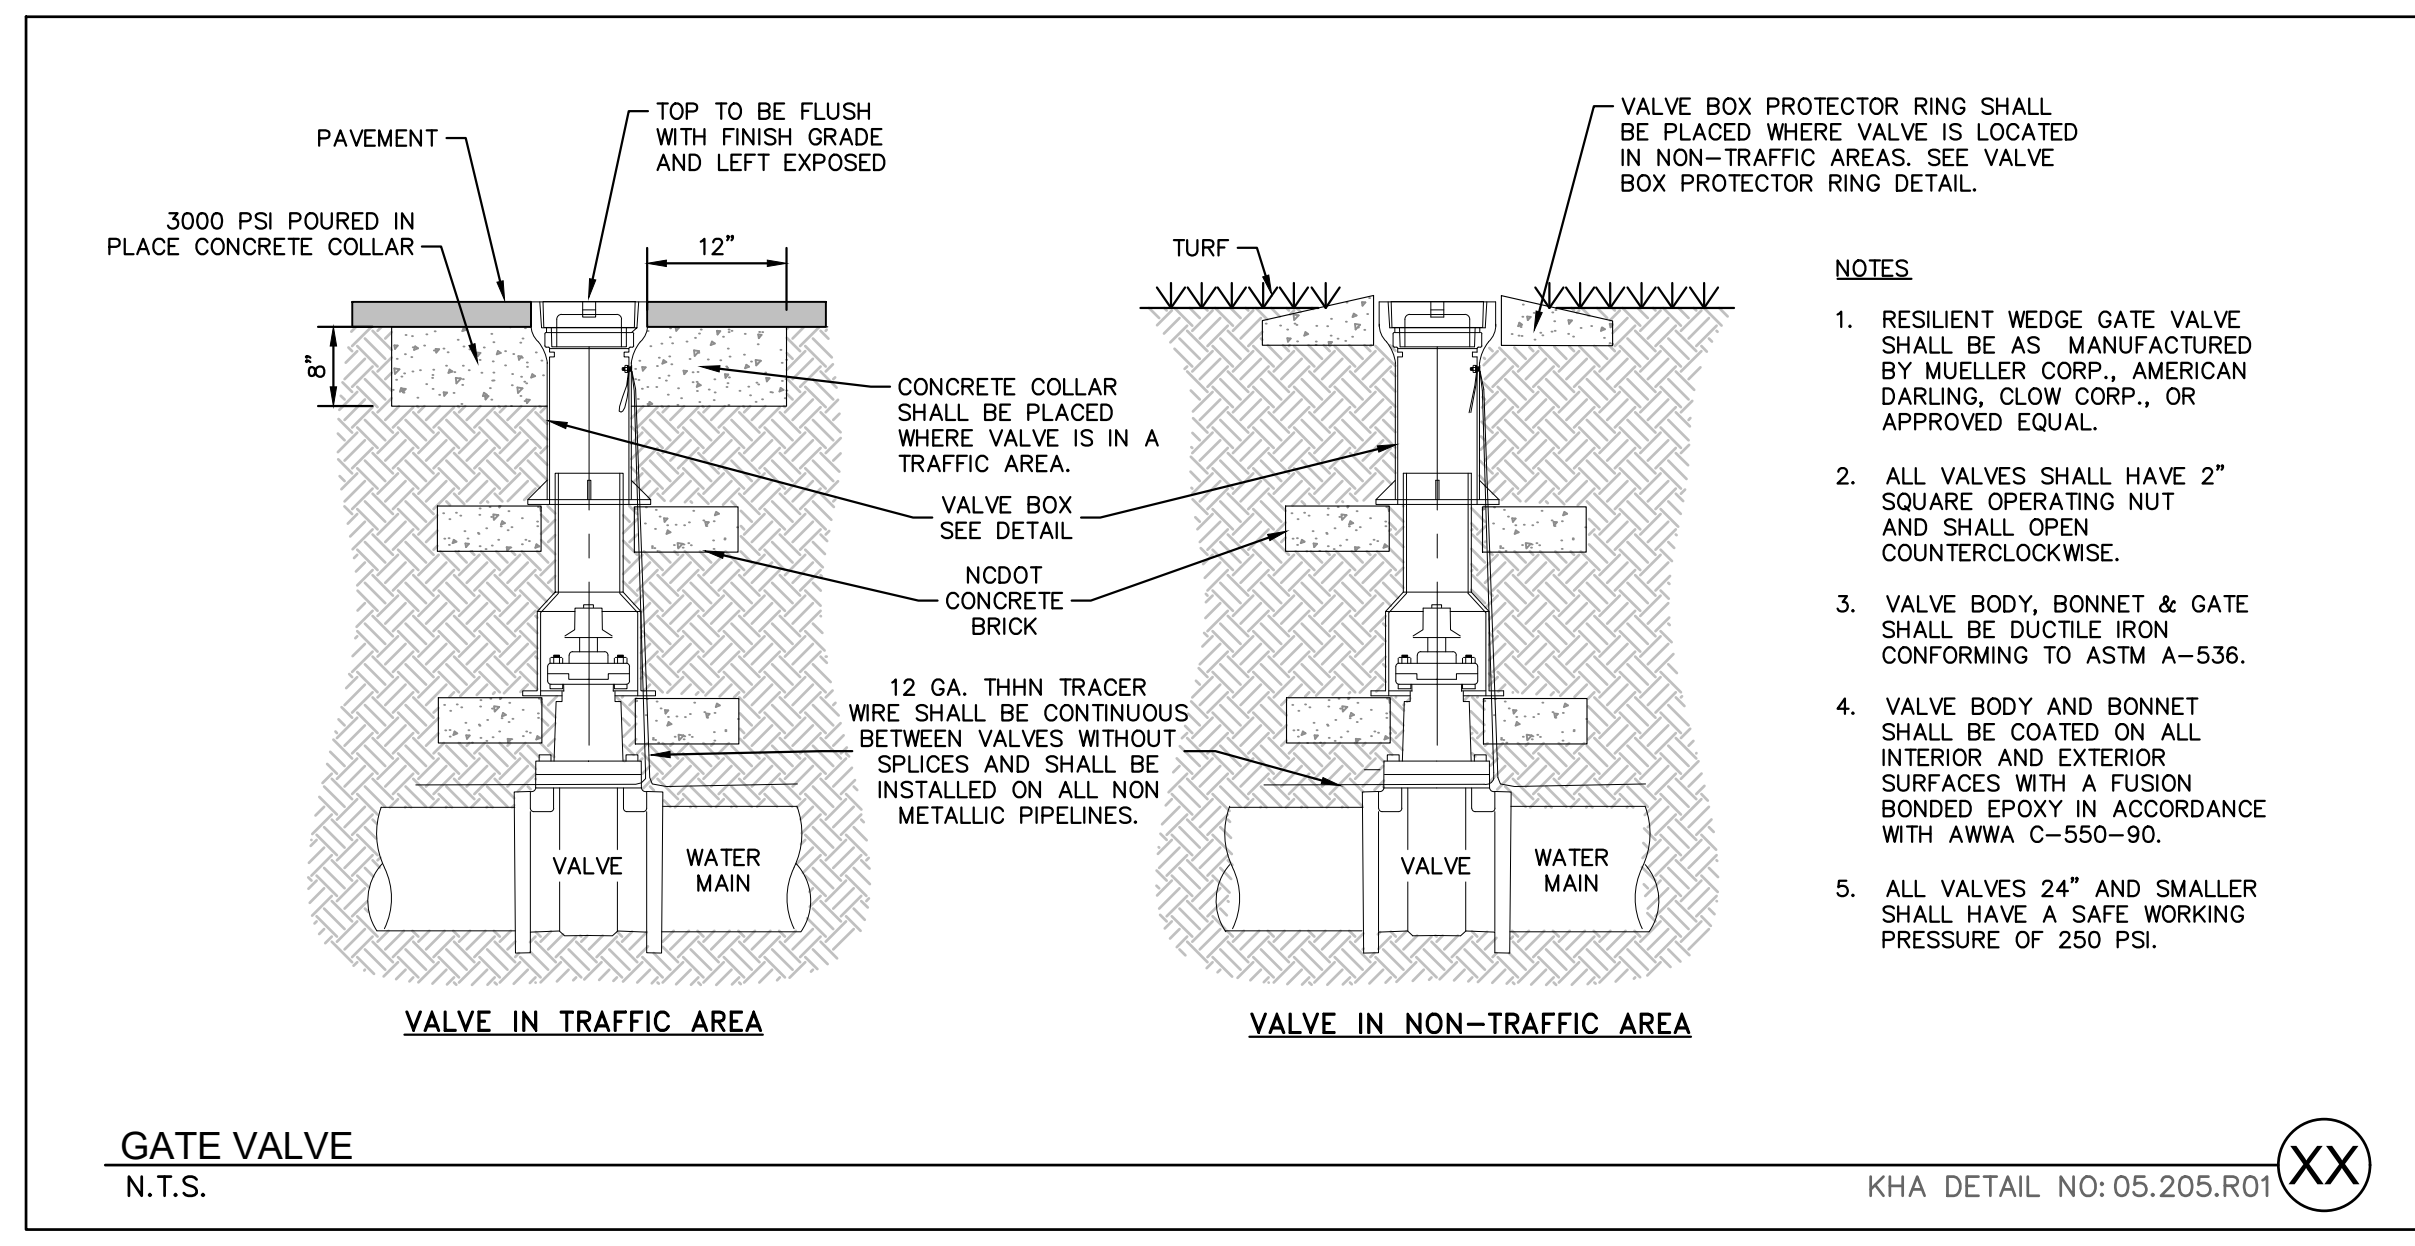 PAVEMENT
TOP TO BE FLUSH
WITH FINISH GRADE
AND LEFT EXPOSED
3000 PSI POURED IN
PLACE CONCRETE COLLAR
12”
8”
CONCRETE COLLAR
SHALL BE PLACED
WHERE VALVE IS IN A
TRAFFIC AREA.
VALVE BOX
SEE DETAIL
NCDOT
CONCRETE
BRICK
12 GA. THHN TRACER
WIRE SHALL BE CONTINUOUS
BETWEEN VALVES WITHOUT
SPLICES AND SHALL BE
INSTALLED ON ALL NON
METALLIC PIPELINES.
VALVE
WATER
MAIN
VALVE IN TRAFFIC AREA
VALVE BOX PROTECTOR RING SHALL
BE PLACED WHERE VALVE IS LOCATED
IN NON-TRAFFIC AREAS. SEE VALVE
BOX PROTECTOR RING DETAIL.
TURF
VALVE
WATER
MAIN
VALVE IN NON-TRAFFIC AREA
NOTES
1. RESILIENT WEDGE GATE VALVE
SHALL BE AS MANUFACTURED
BY MUELLER CORP., AMERICAN
DARLING, CLOW CORP., OR
APPROVED EQUAL.
2. ALL VALVES SHALL HAVE 2”
SQUARE OPERATING NUT
AND SHALL OPEN
COUNTERCLOCKWISE.
3. VALVE BODY, BONNET & GATE
SHALL BE DUCTILE IRON
CONFORMING TO ASTM A-536.
4. VALVE BODY AND BONNET
SHALL BE COATED ON ALL
INTERIOR AND EXTERIOR
SURFACES WITH A FUSION
BONDED EPOXY IN ACCORDANCE
WITH AWWA C-550-90.
5. ALL VALVES 24” AND SMALLER
SHALL HAVE A SAFE WORKING
PRESSURE OF 250 PSI.
GATE VALVE
N.T.S.
KHA DETAIL NO: 05.205.R01
XX